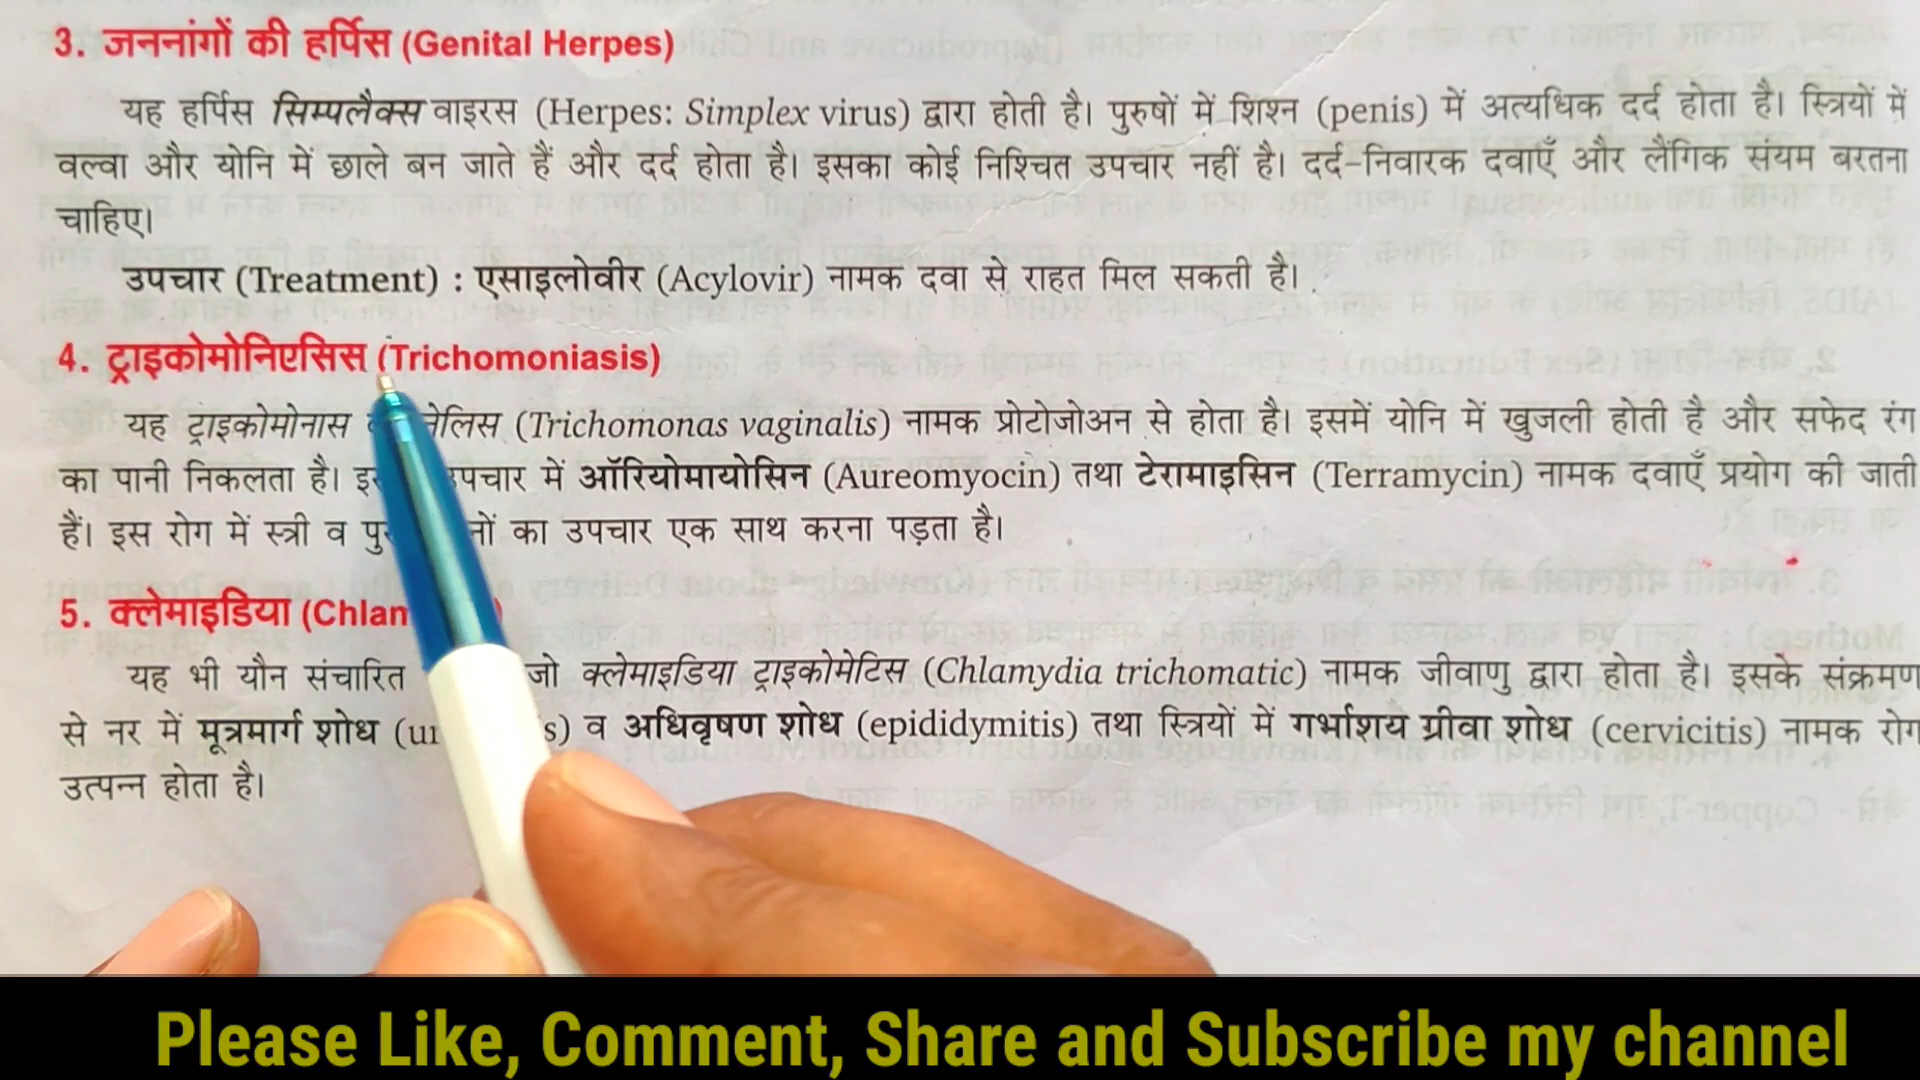 3. जननांगों की हर्पिस (Genital Herpes)
यह हर्पिस सिम्पलैक्स वाइरस (Herpes: Simplex virus) द्वारा होती है। पुरुषों में शिश्न (penis) में अत्यधिक दर्द होता है। स्त्रियों में
वल्वा और योनि में छाले बन जाते हैं और दर्द होता है। इसका कोई निश्चित उपचार नहीं है। दर्द-निवारक दवाएँ और लैंगिक संयम बरतना
चाहिए।
उपचार (Treatment) : एसाइलोवीर (Acylovir) नामक दवा से राहत मिल सकती है।
4. ट्राइकोमोनिएसिस (Trichomoniasis)
यह ट्राइकोमोनास (Trichomonas vaginalis) नामक प्रोटोजोअन से होता है। इसमें योनि में खुजली होती है और सफेद रंग
का पानी निकलता है। उपचार में ऑरियोमायोसिन (Aureomyocin) तथा टेरामाइसिन (Terramycin) नामक दवाएँ प्रयोग की जाती
हैं। इस रोग में स्त्री व का उपचार एक साथ करना पड़ता है।
5. क्लेमाइडिया
यह भी यौन संचारित जो क्लेमाइडिया ट्राइकोमेटिस (Chlamydia trichomatic) नामक जीवाणु द्वारा होता है। इसके संक्रमण
से नर में मूत्रमार्ग शोध व अधिवृषण शोध (epididymitis) तथा स्त्रियों में गर्भाशय ग्रीवा शोध (cervicitis) नामक रोग
उत्पन्न होता है।
Please Like, Comment, Share and Subscribe my channel